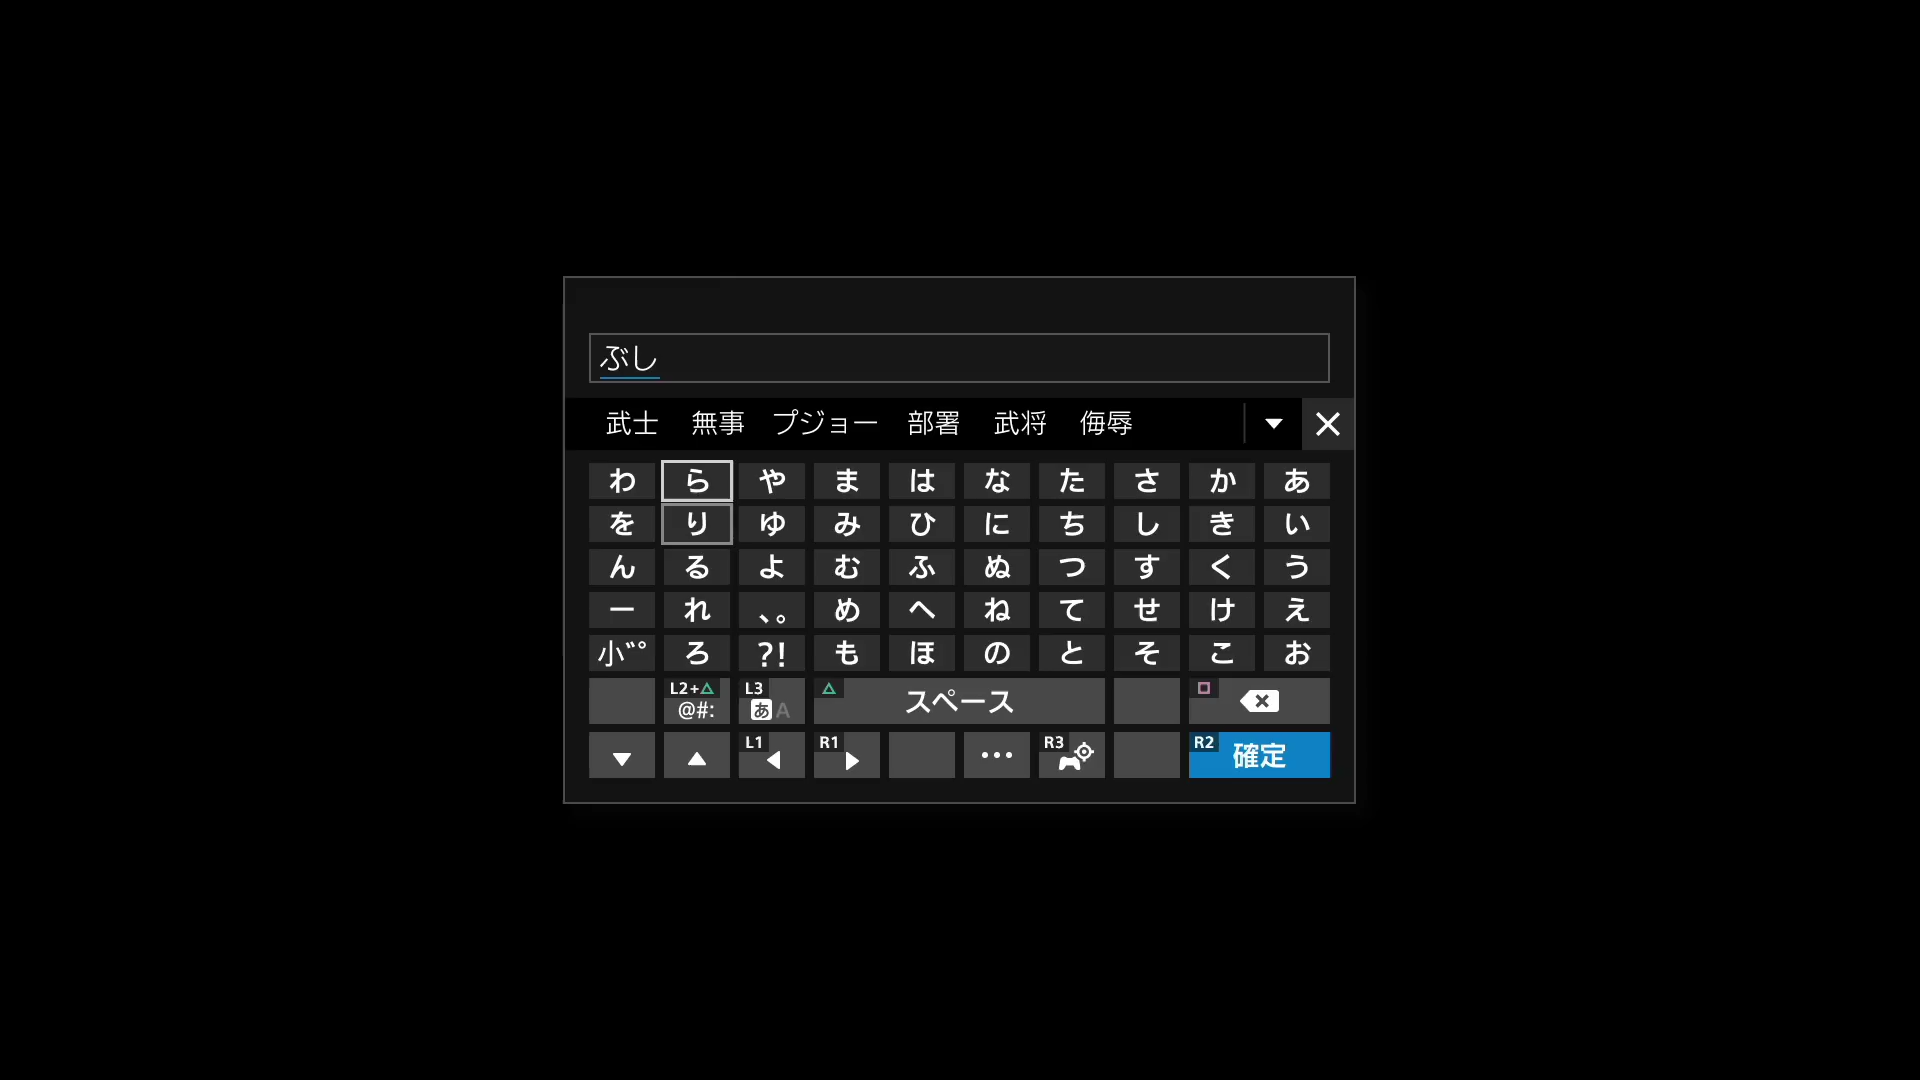 ぶし
武士 無事 プジョー 部署 武将 侮辱
わ ら や ま は な た さ か あ
を り ゆ み ひ に ち し き い
ん る よ む ふ ぬ つ す く う
ー れ 、。 め へ ね て せ け え
小゛゜ ろ ?! も ほ の と そ こ お
L2+△ @#: L3 あ A △ スペース □
L1 R1 ... R3 R2 確定